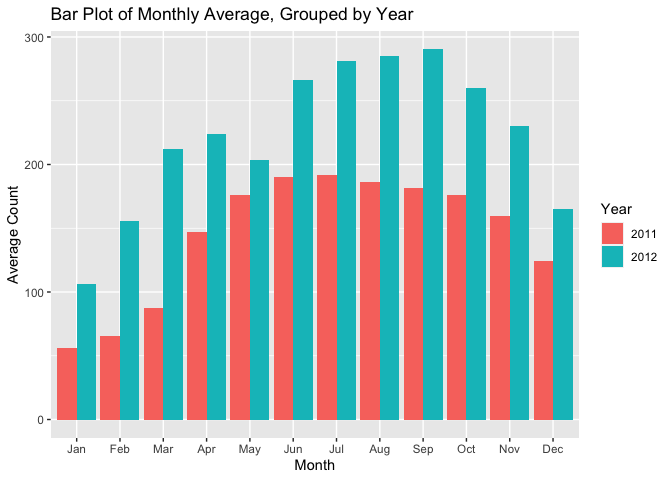 Bar Plot of Monthly Average, Grouped by Year
300
200
100
0
Average Count
Jan Feb Mar Apr May Jun Jul Aug Sep Oct Nov Dec
Month
Year
2011
2012